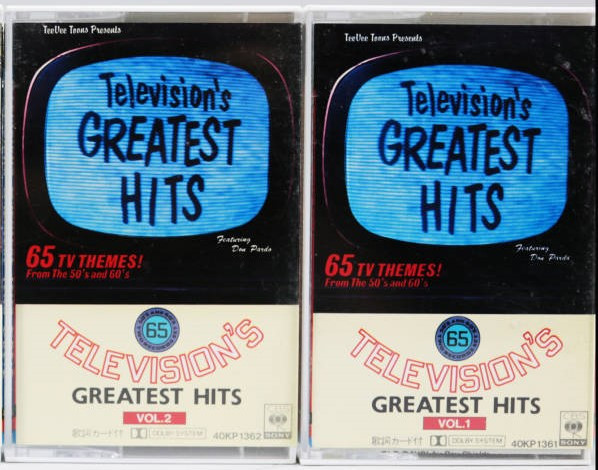 TeeVee Toons Presents
Television's
GREATEST
HITS
Featuring
Don Pardo
65 TV THEMES!
From The 50's and 60's
65
TELEVISION'S
GREATEST HITS
VOL.2
歌詞カード付 DOLBY SYSTEM 40KP1362
CBS
SONY
TeeVee Toons Presents
Television's
GREATEST
HITS
Featuring
Don Pardo
65 TV THEMES!
From The 50's and 60's
65
TELEVISION'S
GREATEST HITS
VOL.1
歌詞カード付 DOLBY SYSTEM 40KP1361
CBS
SONY